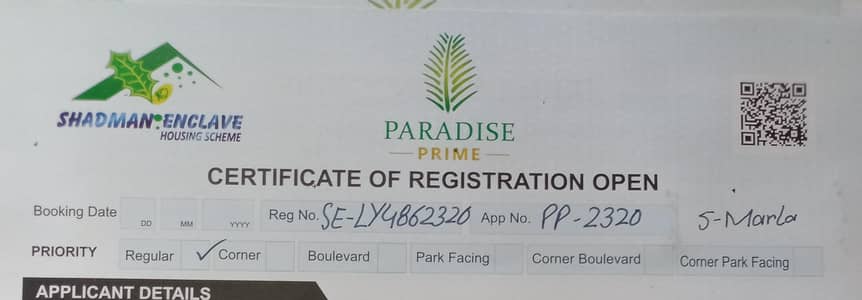 SHADMAN ENCLAVE
HOUSING SCHEME
PARADISE
PRIME
CERTIFICATE OF REGISTRATION OPEN
Booking Date DD MM YYYY Reg No. SE-LY4862320 App No. PP-2320 5-Marla
PRIORITY Regular ✓ Corner Boulevard Park Facing Corner Boulevard Corner Park Facing
APPLICANT DETAILS